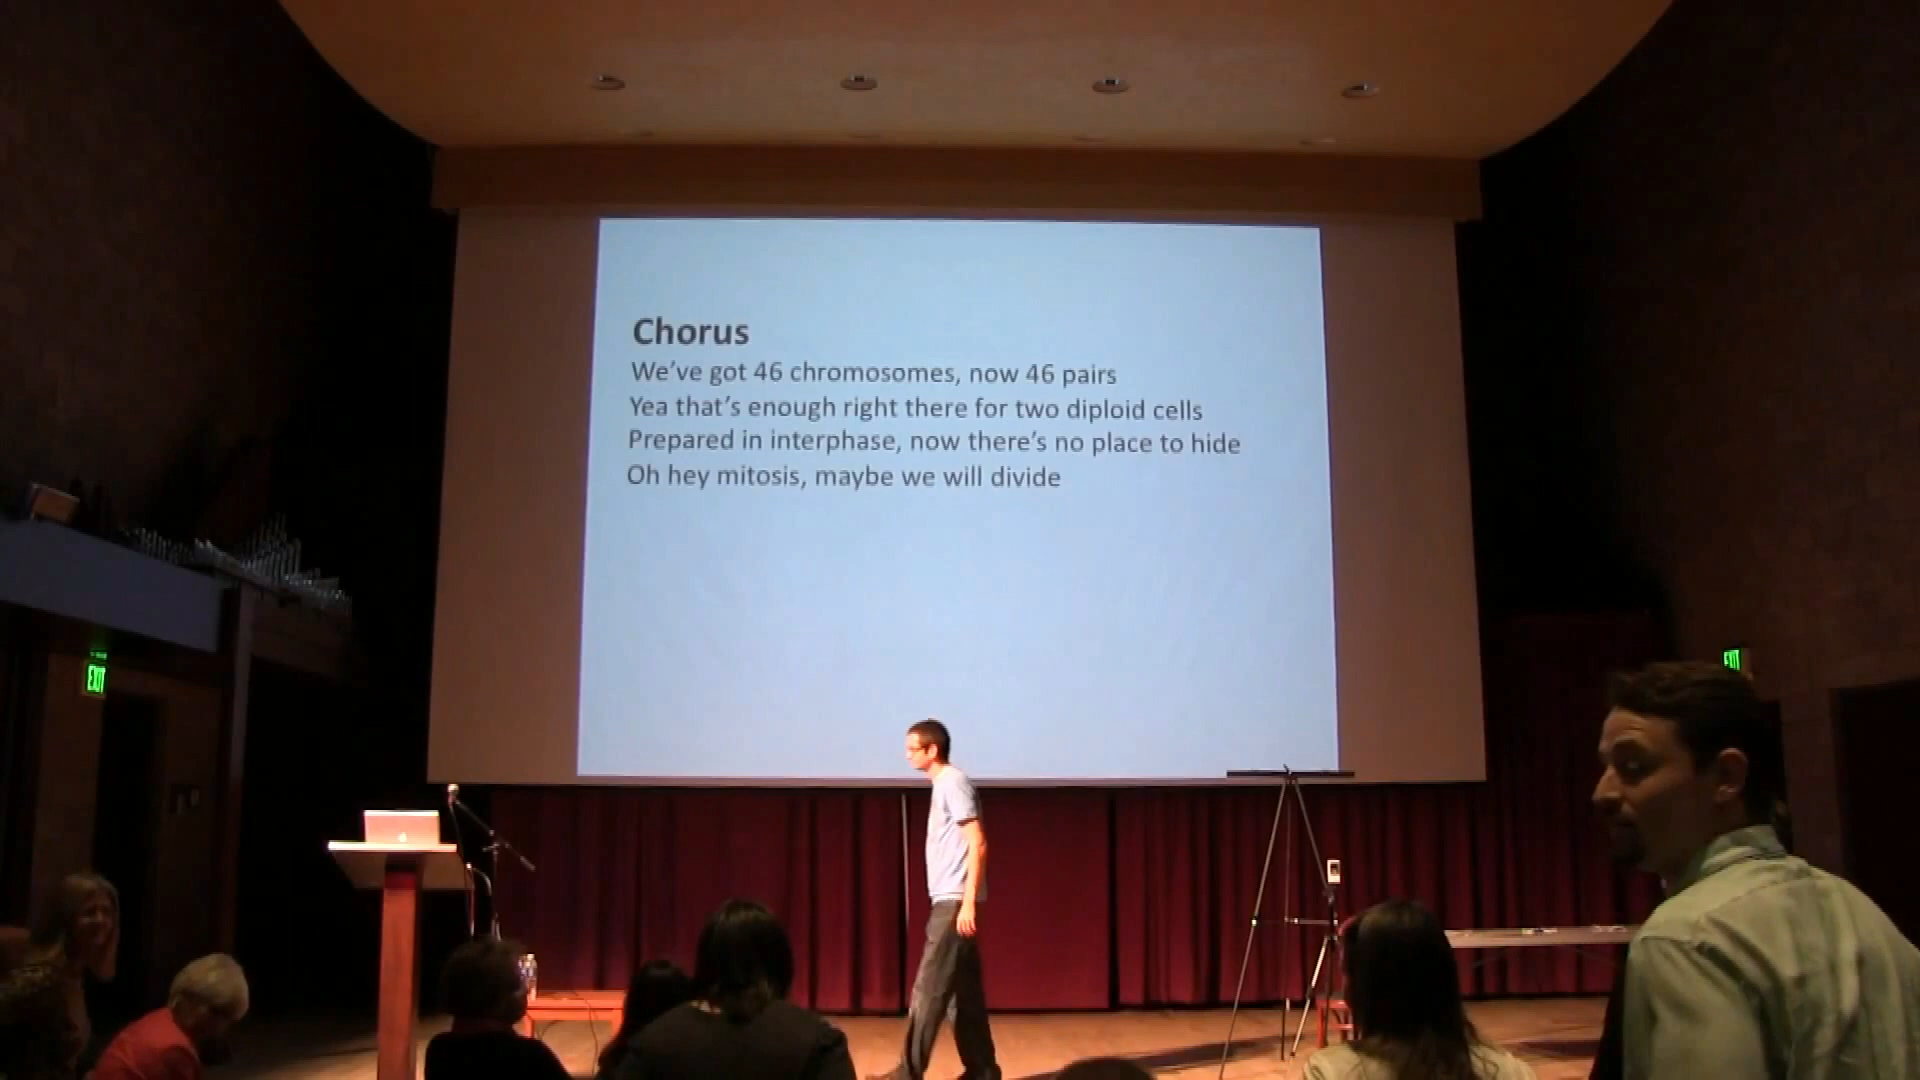 Chorus
We've got 46 chromosomes, now 46 pairs
Yea that's enough right there for two diploid cells
Prepared in interphase, now there's no place to hide
Oh hey mitosis, maybe we will divide
EXIT
EXIT